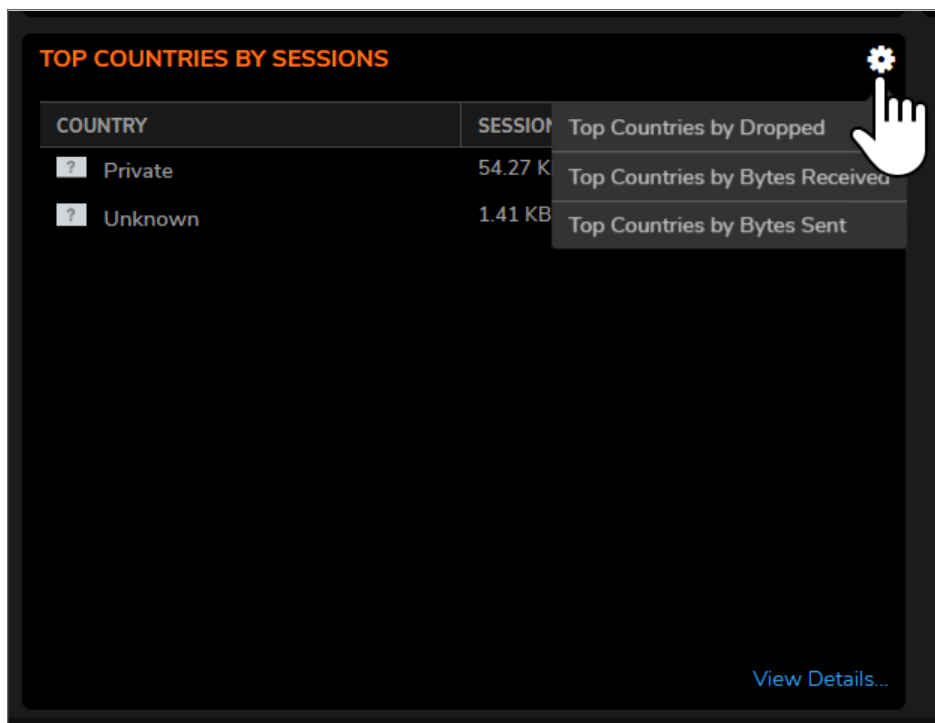 TOP COUNTRIES BY SESSIONS
COUNTRY SESSION
Top Countries by Dropped
? Private 54.27 K
Top Countries by Bytes Received
? Unknown 1.41 KB
Top Countries by Bytes Sent
View Details...